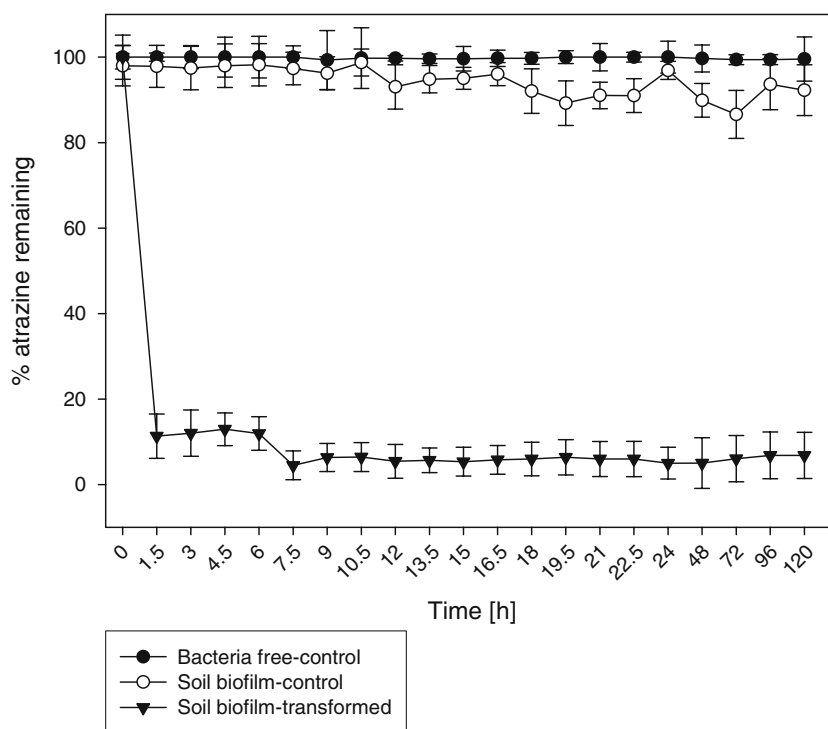 % atrazine remaining
100
80
60
40
20
0
0 1.5 3 4.5 6 7.5 9 10.5 12 13.5 15 16.5 18 19.5 21 22.5 24 48 72 96 120
Time [h]
Bacteria free-control
Soil biofilm-control
Soil biofilm-transformed